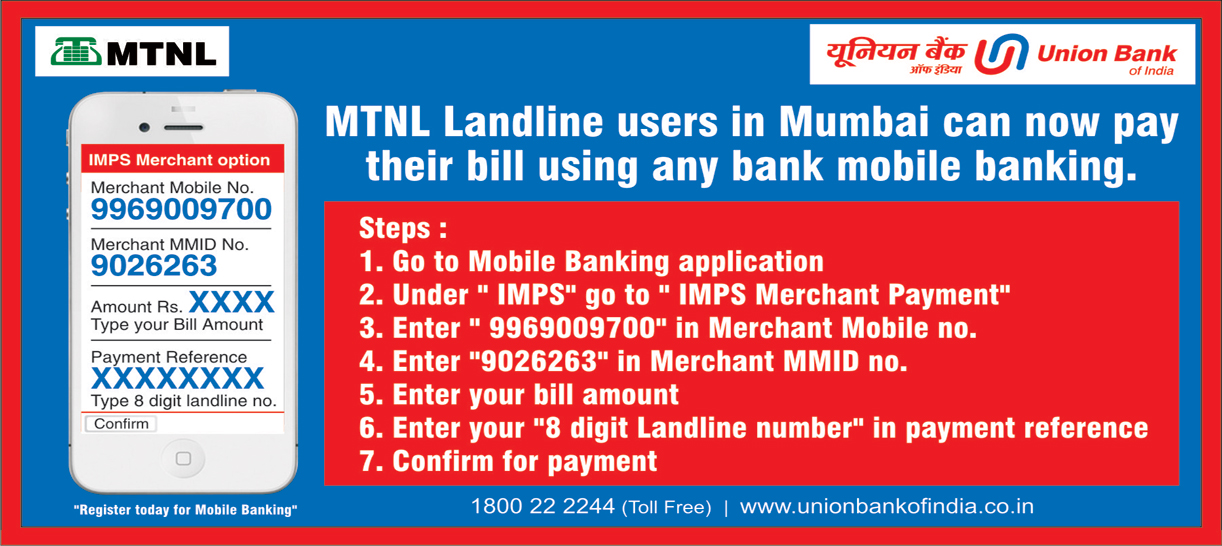 MTNL
यूनियन बैंक
ऑफ इंडिया
Union Bank
of India
MTNL Landline users in Mumbai can now pay
their bill using any bank mobile banking.
IMPS Merchant option
Merchant Mobile No.
9969009700
Merchant MMID No.
9026263
Amount Rs. XXXX
Type your Bill Amount
Payment Reference
XXXXXXXX
Type 8 digit landline no.
Confirm
"Register today for Mobile Banking"
Steps :
1. Go to Mobile Banking application
2. Under " IMPS" go to " IMPS Merchant Payment"
3. Enter " 9969009700" in Merchant Mobile no.
4. Enter "9026263" in Merchant MMID no.
5. Enter your bill amount
6. Enter your "8 digit Landline number" in payment reference
7. Confirm for payment
1800 22 2244 (Toll Free) | www.unionbankofindia.co.in